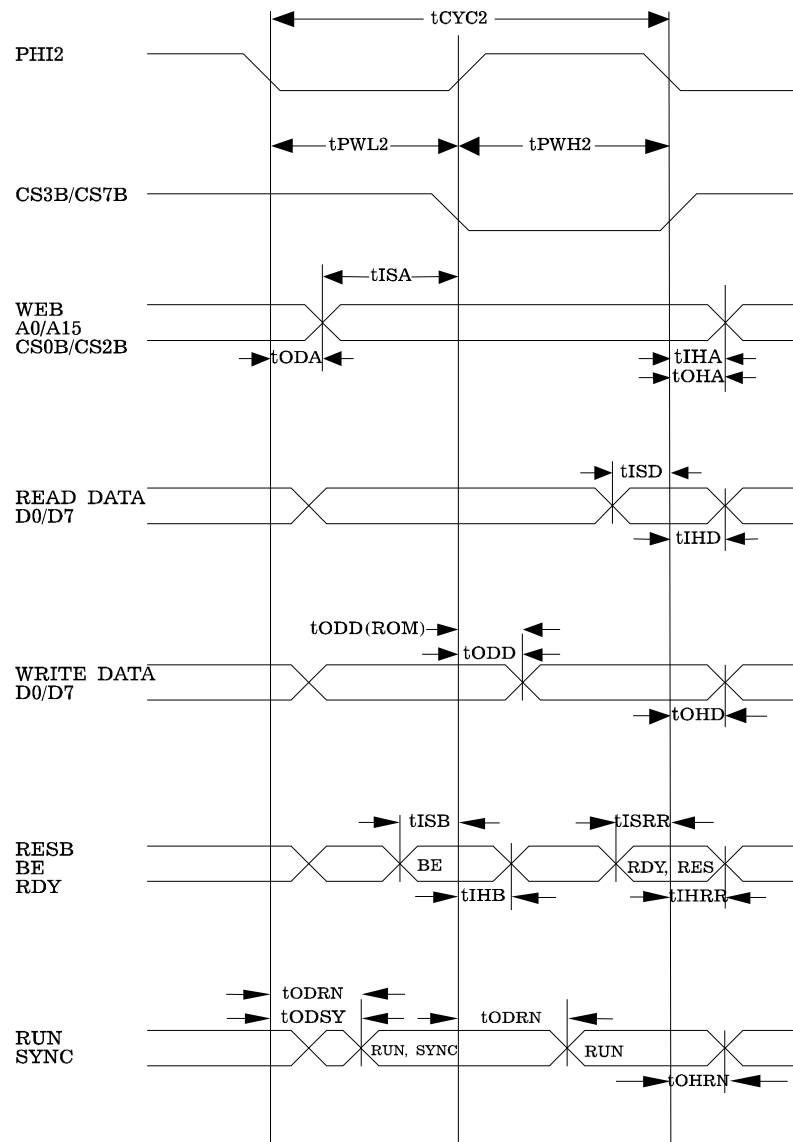 tCYC2
PHI2
tPWL2 tPWH2
CS3B/CS7B
tISA
WEB
A0/A15
CS0B/CS2B
tODA tIHA
tOHA
tISD
READ DATA
D0/D7
tIHD
tODD(ROM)
tODD
WRITE DATA
D0/D7
tOHD
tISB tISRR
RESB
BE
RDY
BE RDY, RES
tIHB tIHRR
tODRN
tODSY tODRN
RUN
SYNC
RUN, SYNC RUN
tOHRN